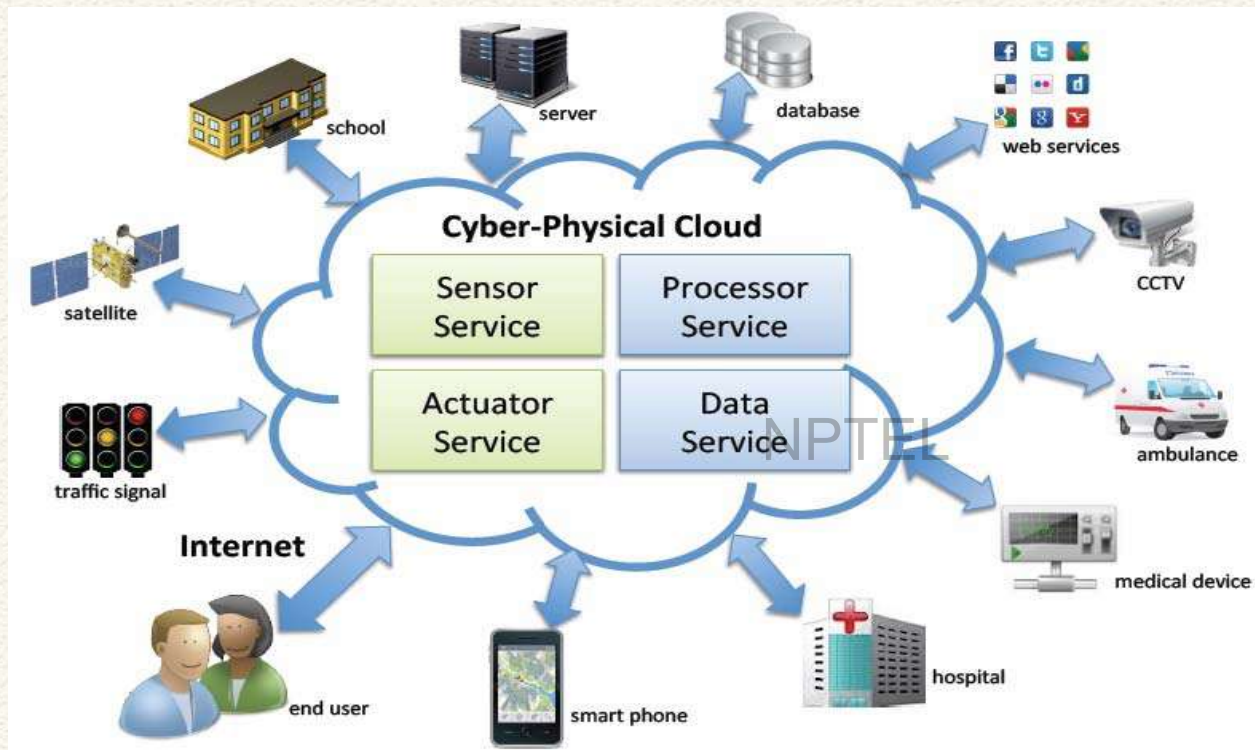 server
database
school
web services
Cyber-Physical Cloud
Sensor
Service
Processor
Service
CCTV
satellite
Actuator
Service
Data
Service
NPTEL
ambulance
traffic signal
Internet
medical device
hospital
end user
smart phone